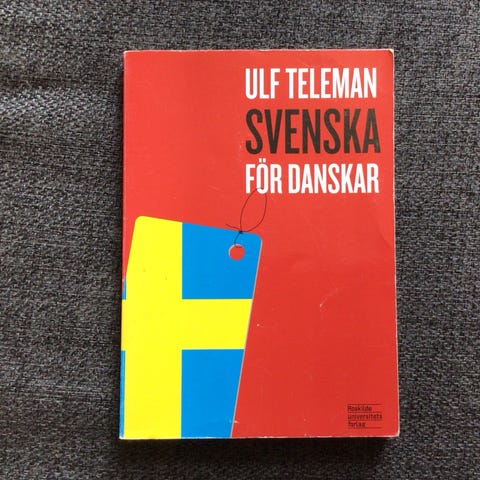 ULF TELEMAN
SVENSKA
FÖR DANSKAR
Roskilde
universitets
forlag